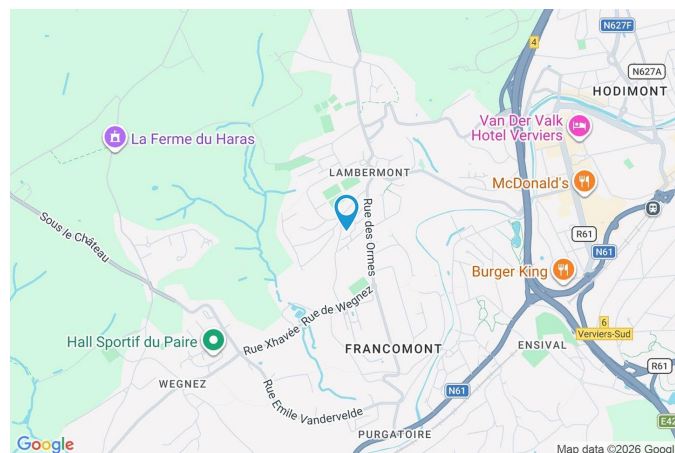 N627F
4
N627A
HODIMONT
Van Der Valk
Hotel Verviers
La Ferme du Haras
LAMBERMONT
McDonald's
Rue des Ormes
Sous le Château
R61
N61
Burger King
Rue de Wegnez
Rue Xhavée
6
Verviers-Sud
Hall Sportif du Paire
FRANCOMONT
ENSIVAL
R61
WEGNEZ
N61
Rue Emile Vandervelde
E42
PURGATOIRE
Google
Map data ©2026 Googl